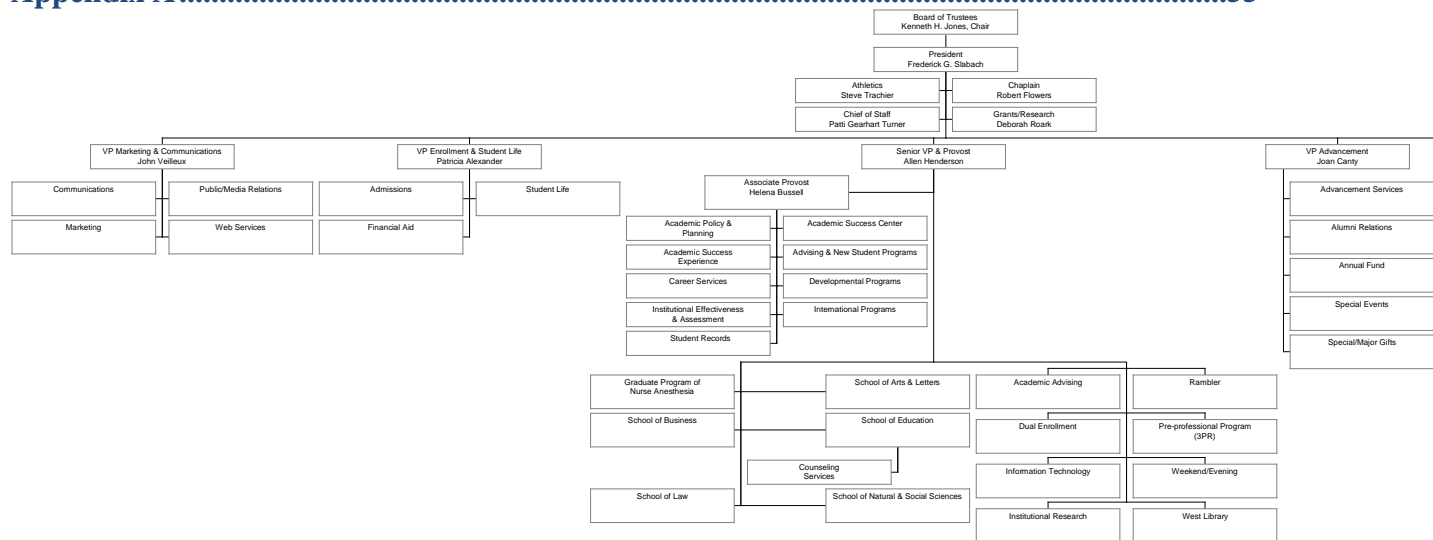 Board of Trustees
Kenneth H. Jones, Chair
President
Frederick G. Slabach
Athletics
Steve Trachier
Chaplain
Robert Flowers
Chief of Staff
Patti Gearhart Turner
Grants/Research
Deborah Roark
VP Marketing & Communications
John Veilleux
VP Enrollment & Student Life
Patricia Alexander
Senior VP & Provost
Allen Henderson
VP Advancement
Joan Canty
Communications
Public/Media Relations
Marketing
Web Services
Admissions
Student Life
Financial Aid
Associate Provost
Helena Bussell
Academic Policy &
Planning
Academic Success Center
Academic Success
Experience
Advising & New Student Programs
Career Services
Developmental Programs
Institutional Effectiveness
& Assessment
International Programs
Student Records
Advancement Services
Alumni Relations
Annual Fund
Special Events
Special/Major Gifts
Graduate Program of
Nurse Anesthesia
School of Arts & Letters
School of Business
School of Education
Counseling
Services
School of Law
School of Natural & Social Sciences
Academic Advising
Rambler
Dual Enrollment
Pre-professional Program
(3PR)
Information Technology
Weekend/Evening
Institutional Research
West Library